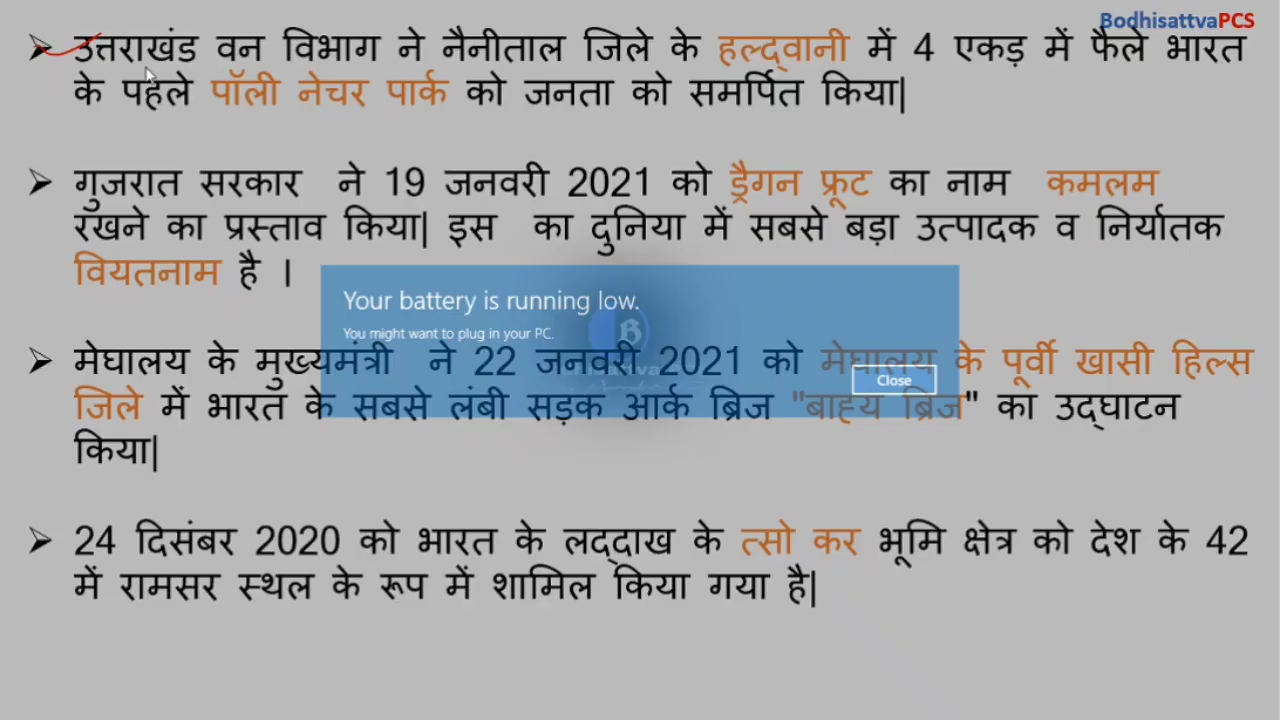 BodhisattvaPCS
➢ उत्तराखंड वन विभाग ने नैनीताल जिले के हल्द्वानी में 4 एकड़ में फैले भारत
के पहले पॉली नेचर पार्क को जनता को समर्पित किया|
➢ गुजरात सरकार ने 19 जनवरी 2021 को ड्रैगन फ्रूट का नाम कमलम
रखने का प्रस्ताव किया| इस का दुनिया में सबसे बड़ा उत्पादक व निर्यातक
वियतनाम है ।
Your battery is running low.
You might want to plug in your PC.
Close
➢ मेघालय के मुख्यमंत्री ने 22 जनवरी 2021 को मेघालय के पूर्वी खासी हिल्स
जिले में भारत के सबसे लंबी सड़क आर्क ब्रिज "बाह्य ब्रिज" का उद्घाटन
किया|
➢ 24 दिसंबर 2020 को भारत के लद्दाख के त्सो कर भूमि क्षेत्र को देश के 42
में रामसर स्थल के रूप में शामिल किया गया है|